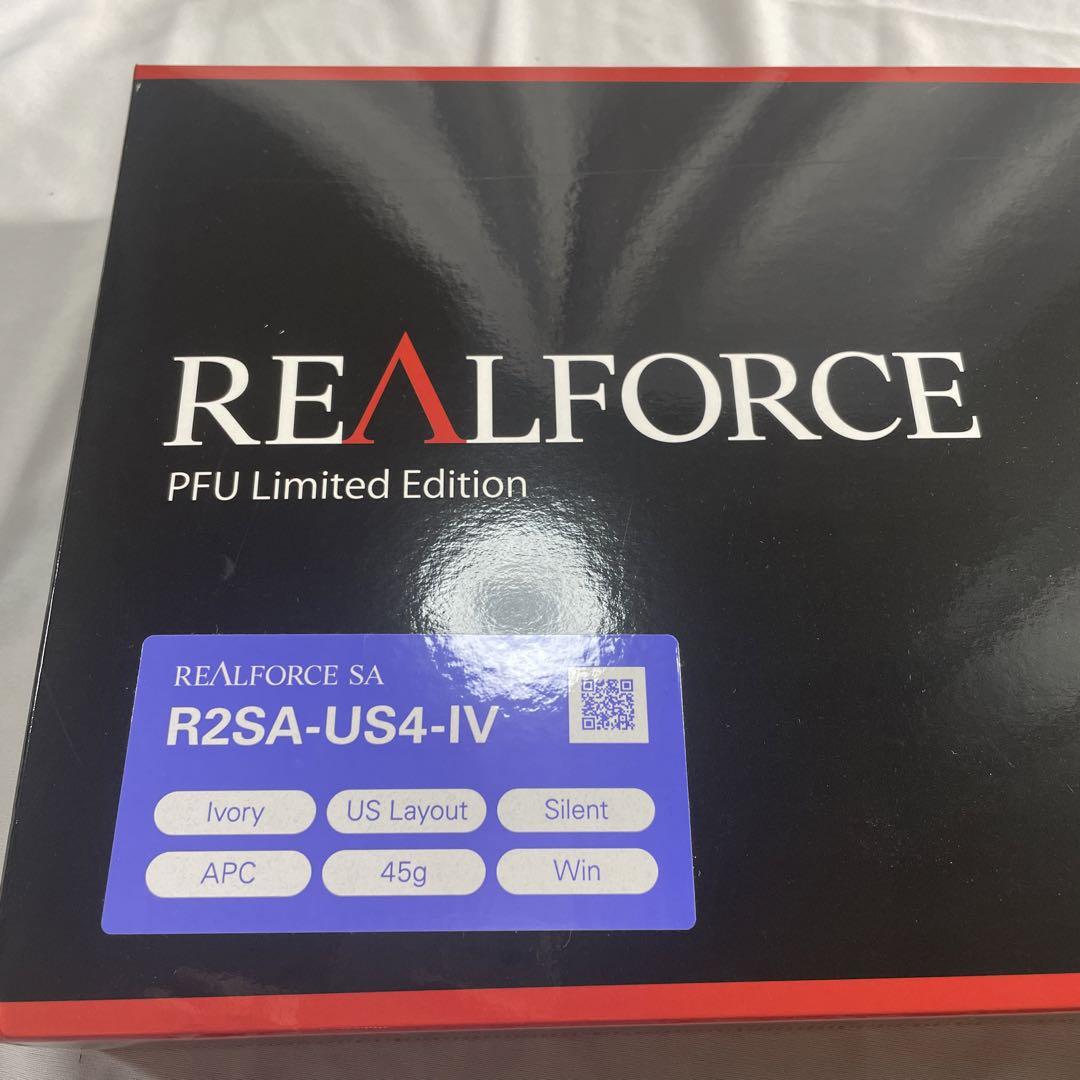 REALFORCE
PFU Limited Edition
REALFORCE SA
R2SA-US4-IV
Ivory US Layout Silent
APC 45g Win